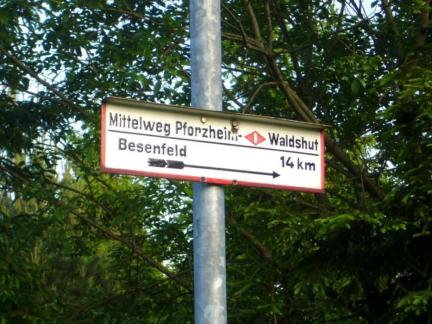 Mittelweg Pforzheim- Waldshut
Besenfeld 14 km